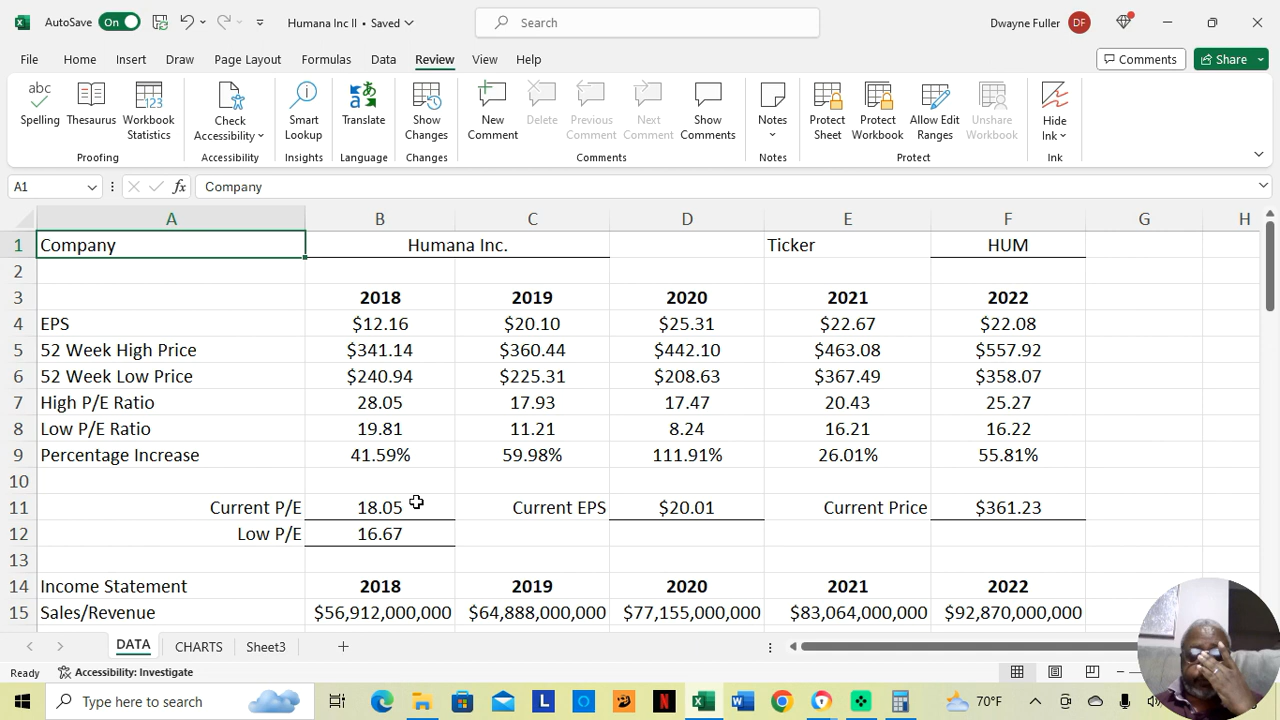 AutoSave On Humana Inc II • Saved Search Dwayne Fuller DF
File Home Insert Draw Page Layout Formulas Data Review View Help Comments Share
abc 123
Spelling Thesaurus Workbook Statistics Check Accessibility Smart Lookup Translate Show Changes New Comment Delete Previous Comment Next Comment Show Comments Notes Protect Sheet Protect Workbook Allow Edit Ranges Unshare Workbook Hide Ink
Proofing Accessibility Insights Language Changes Comments Notes Protect Ink
A1 fx Company
A B C D E F G H
1 Company Humana Inc. Ticker HUM
2
3 2018 2019 2020 2021 2022
4 EPS $12.16 $20.10 $25.31 $22.67 $22.08
5 52 Week High Price $341.14 $360.44 $442.10 $463.08 $557.92
6 52 Week Low Price $240.94 $225.31 $208.63 $367.49 $358.07
7 High P/E Ratio 28.05 17.93 17.47 20.43 25.27
8 Low P/E Ratio 19.81 11.21 8.24 16.21 16.22
9 Percentage Increase 41.59% 59.98% 111.91% 26.01% 55.81%
10
11 Current P/E 18.05 Current EPS $20.01 Current Price $361.23
12 Low P/E 16.67
13
14 Income Statement 2018 2019 2020 2021 2022
15 Sales/Revenue $56,912,000,000 $64,888,000,000 $77,155,000,000 $83,064,000,000 $92,870,000,000
DATA CHARTS Sheet3
Ready Accessibility: Investigate
Type here to search L N W 70°F